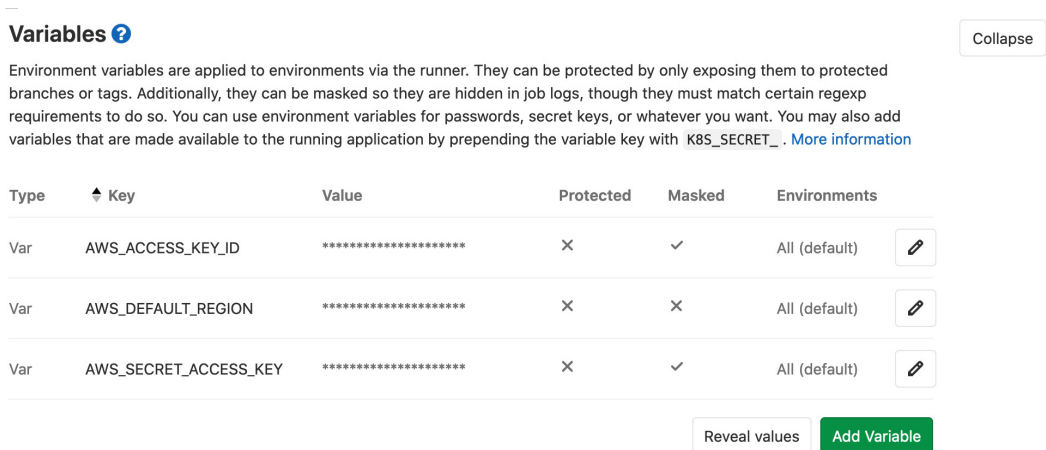 Variables ?
Collapse
Environment variables are applied to environments via the runner. They can be protected by only exposing them to protected
branches or tags. Additionally, they can be masked so they are hidden in job logs, though they must match certain regexp
requirements to do so. You can use environment variables for passwords, secret keys, or whatever you want. You may also add
variables that are made available to the running application by prepending the variable key with K8S_SECRET_. More information
Type Key Value Protected Masked Environments
Var AWS_ACCESS_KEY_ID ********************* All (default)
Var AWS_DEFAULT_REGION ********************* All (default)
Var AWS_SECRET_ACCESS_KEY ********************* All (default)
Reveal values Add Variable